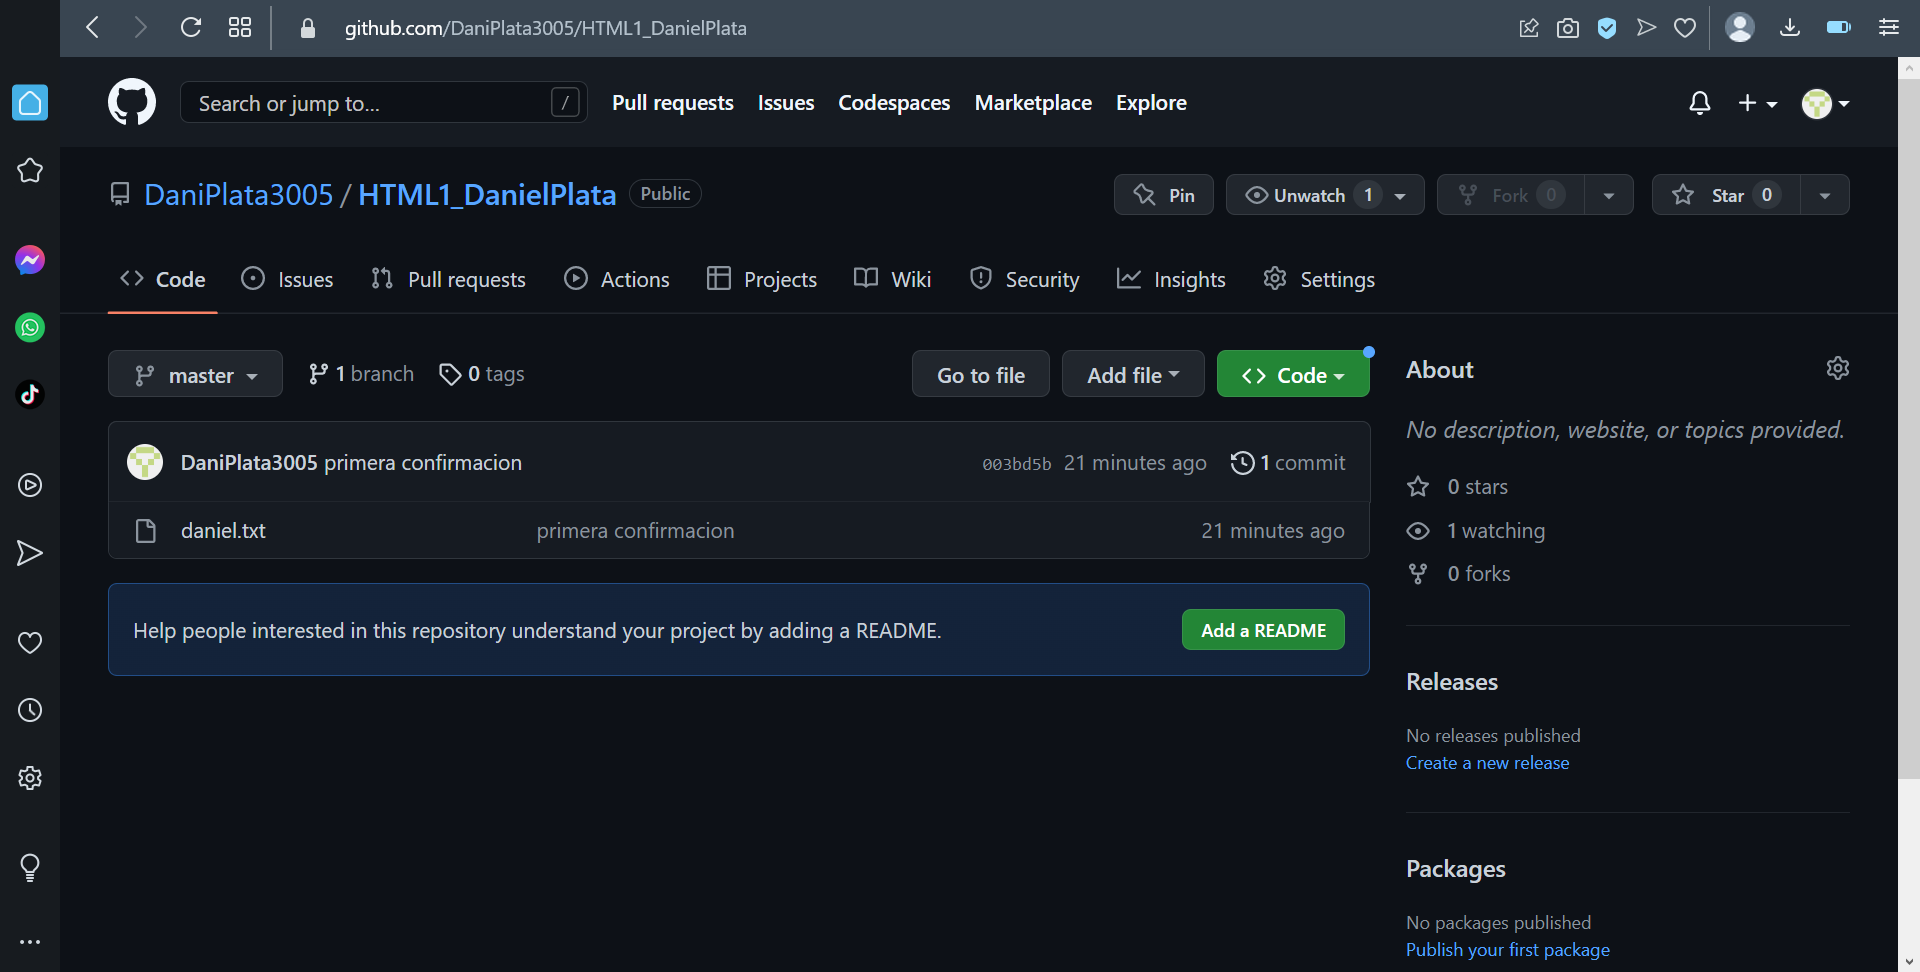 github.com/DaniPlata3005/HTML1_DanielPlata
Search or jump to... /
Pull requests Issues Codespaces Marketplace Explore
DaniPlata3005 / HTML1_DanielPlata Public
Pin Unwatch 1 Fork 0 Star 0
Code Issues Pull requests Actions Projects Wiki Security Insights Settings
master 1 branch 0 tags Go to file Add file Code
DaniPlata3005 primera confirmacion 003bd5b 21 minutes ago 1 commit
daniel.txt primera confirmacion 21 minutes ago
Help people interested in this repository understand your project by adding a README. Add a README
About
No description, website, or topics provided.
0 stars
1 watching
0 forks
Releases
No releases published
Create a new release
Packages
No packages published
Publish your first package